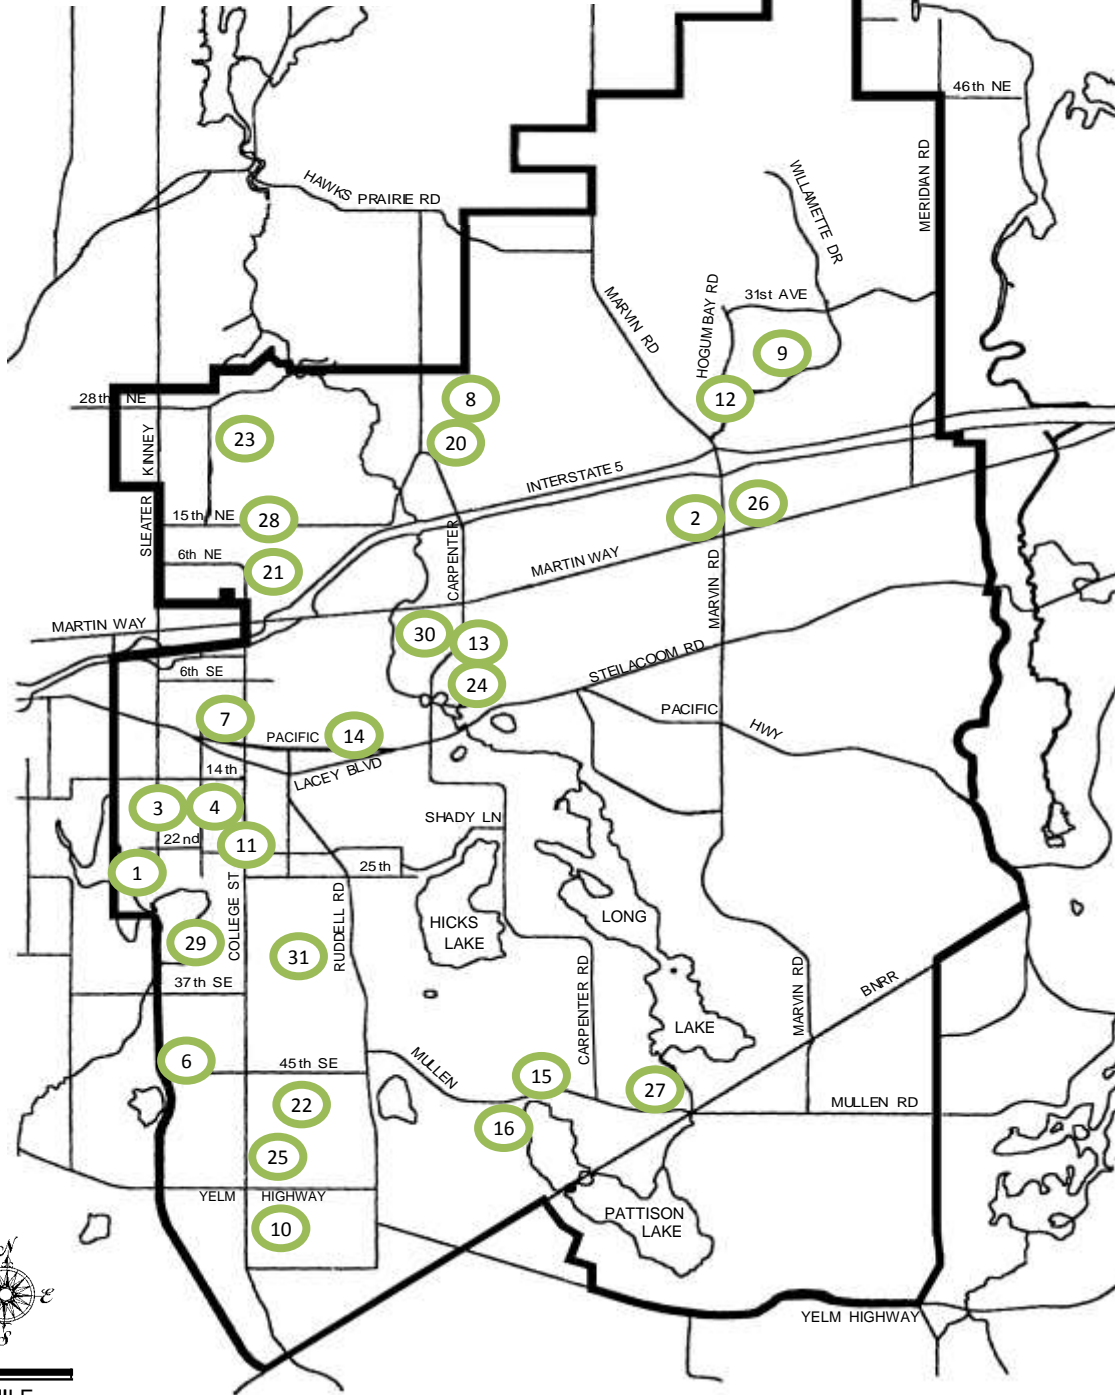 46th NE
HAWKS PRAIRIE RD
WILLAMETTE DR
MERIDIAN RD
MARVIN RD
HOGUM BAY RD
31st AVE
9
8
12
28th NE
23
20
SLEATER KINNEY
INTERSTATE 5
15th NE
28
2
26
6th NE
21
CARPENTER
MARTIN WAY
MARVIN RD
MARTIN WAY
30
13
STEILACOOM RD
6th SE
24
7
PACIFIC
14
PACIFIC HWY
14th
LACEY BLVD
3
4
SHADY LN
22nd
11
25th
1
COLLEGE ST
RUDDELL RD
HICKS
LAKE
LONG
29
31
37th SE
CARPENTER RD
MARVIN RD
BNRR
LAKE
6
45th SE
MULLEN
15
27
22
MULLEN RD
16
25
YELM HIGHWAY
10
PATTISON
LAKE
N
E
S
YELM HIGHWAY